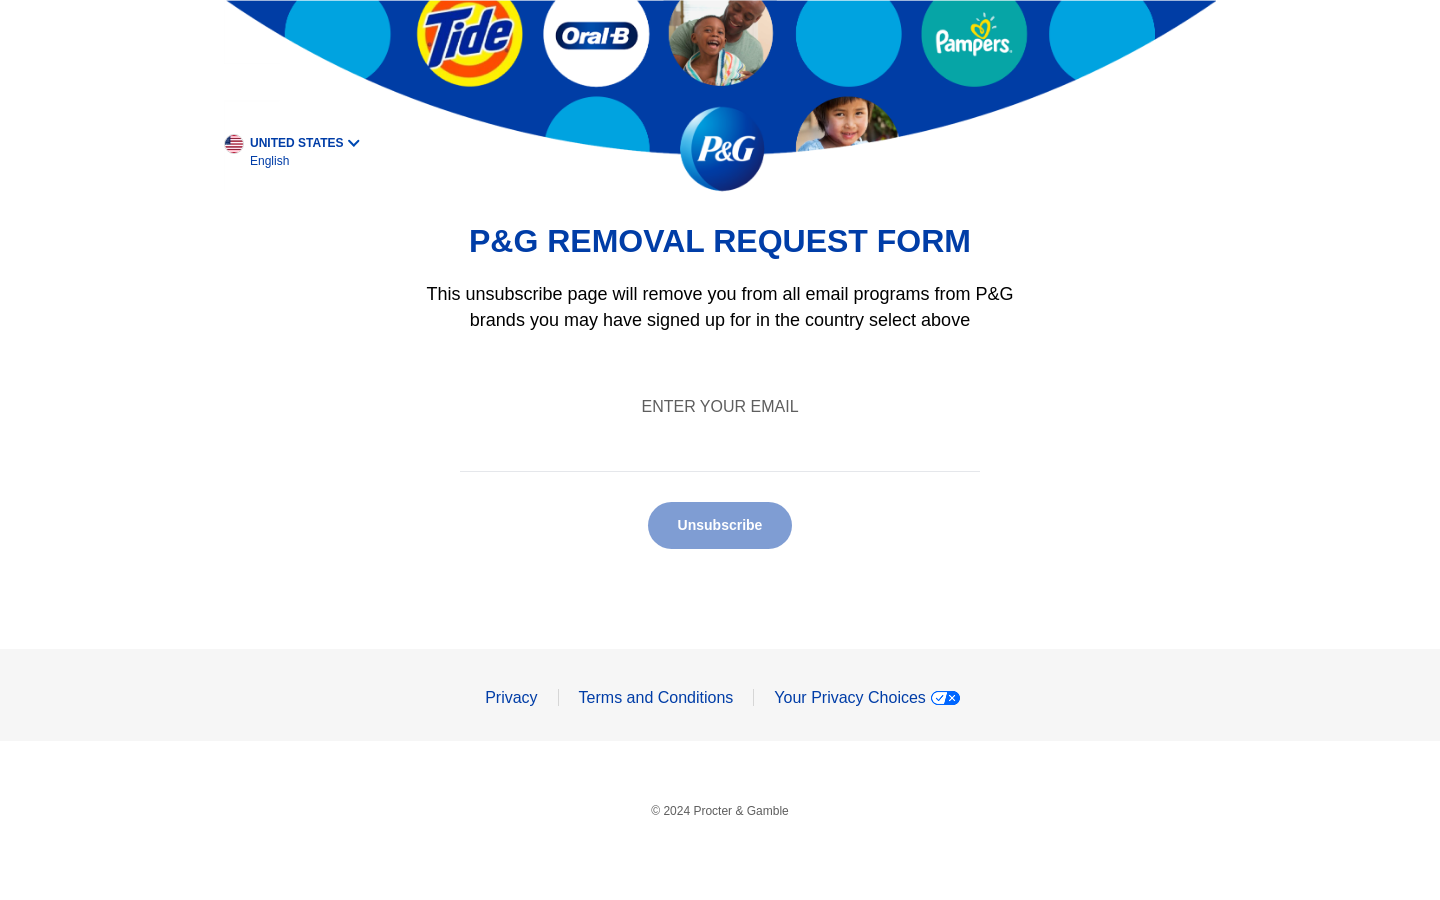 Tide
Oral-B
Pampers
P&G
UNITED STATES
English
P&G REMOVAL REQUEST FORM
This unsubscribe page will remove you from all email programs from P&G
brands you may have signed up for in the country select above
ENTER YOUR EMAIL
Unsubscribe
Privacy
Terms and Conditions
Your Privacy Choices
© 2024 Procter & Gamble